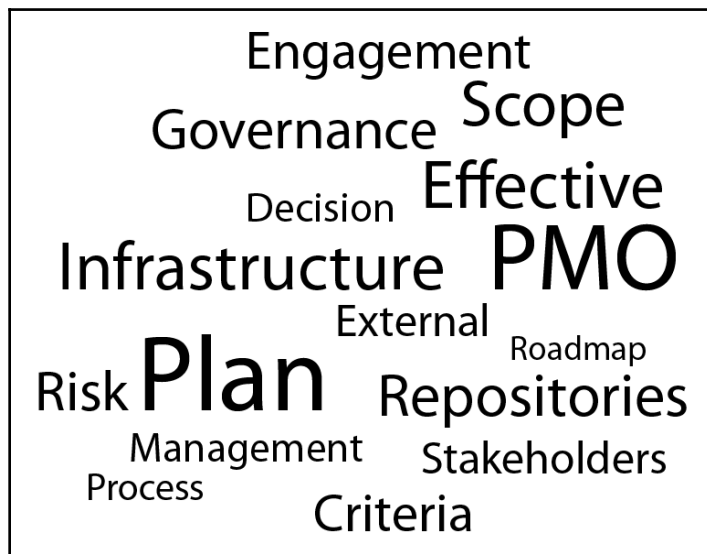 Engagement
Scope
Governance
Effective
Decision
PMO
Infrastructure
External
Roadmap
Plan
Risk
Repositories
Management
Stakeholders
Process
Criteria